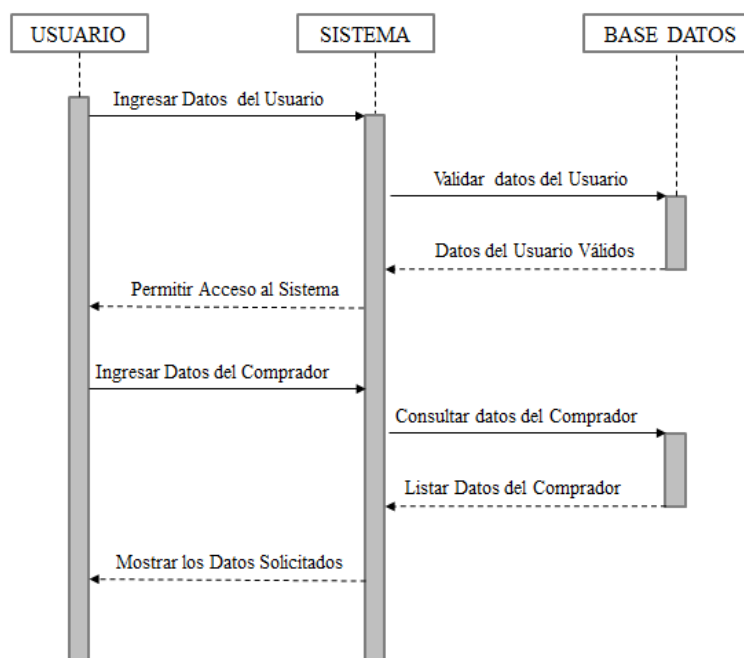 USUARIO
SISTEMA
BASE DATOS
Ingresar Datos del Usuario
Validar datos del Usuario
Datos del Usuario Válidos
Permitir Acceso al Sistema
Ingresar Datos del Comprador
Consultar datos del Comprador
Listar Datos del Comprador
Mostrar los Datos Solicitados